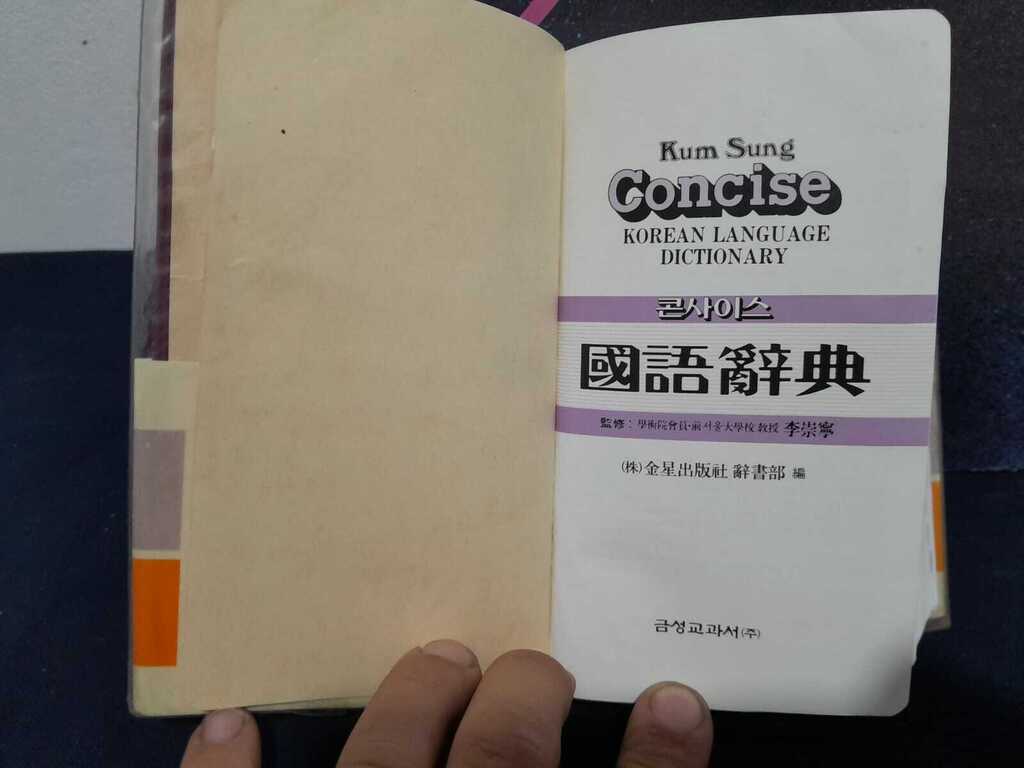 Kum Sung
Concise
KOREAN LANGUAGE
DICTIONARY
콘사이스
國語辭典
監修: 學術院會員·前서울大學校 敎授 李崇寧
(株)金星出版社 辭書部 編
금성교과서(주)